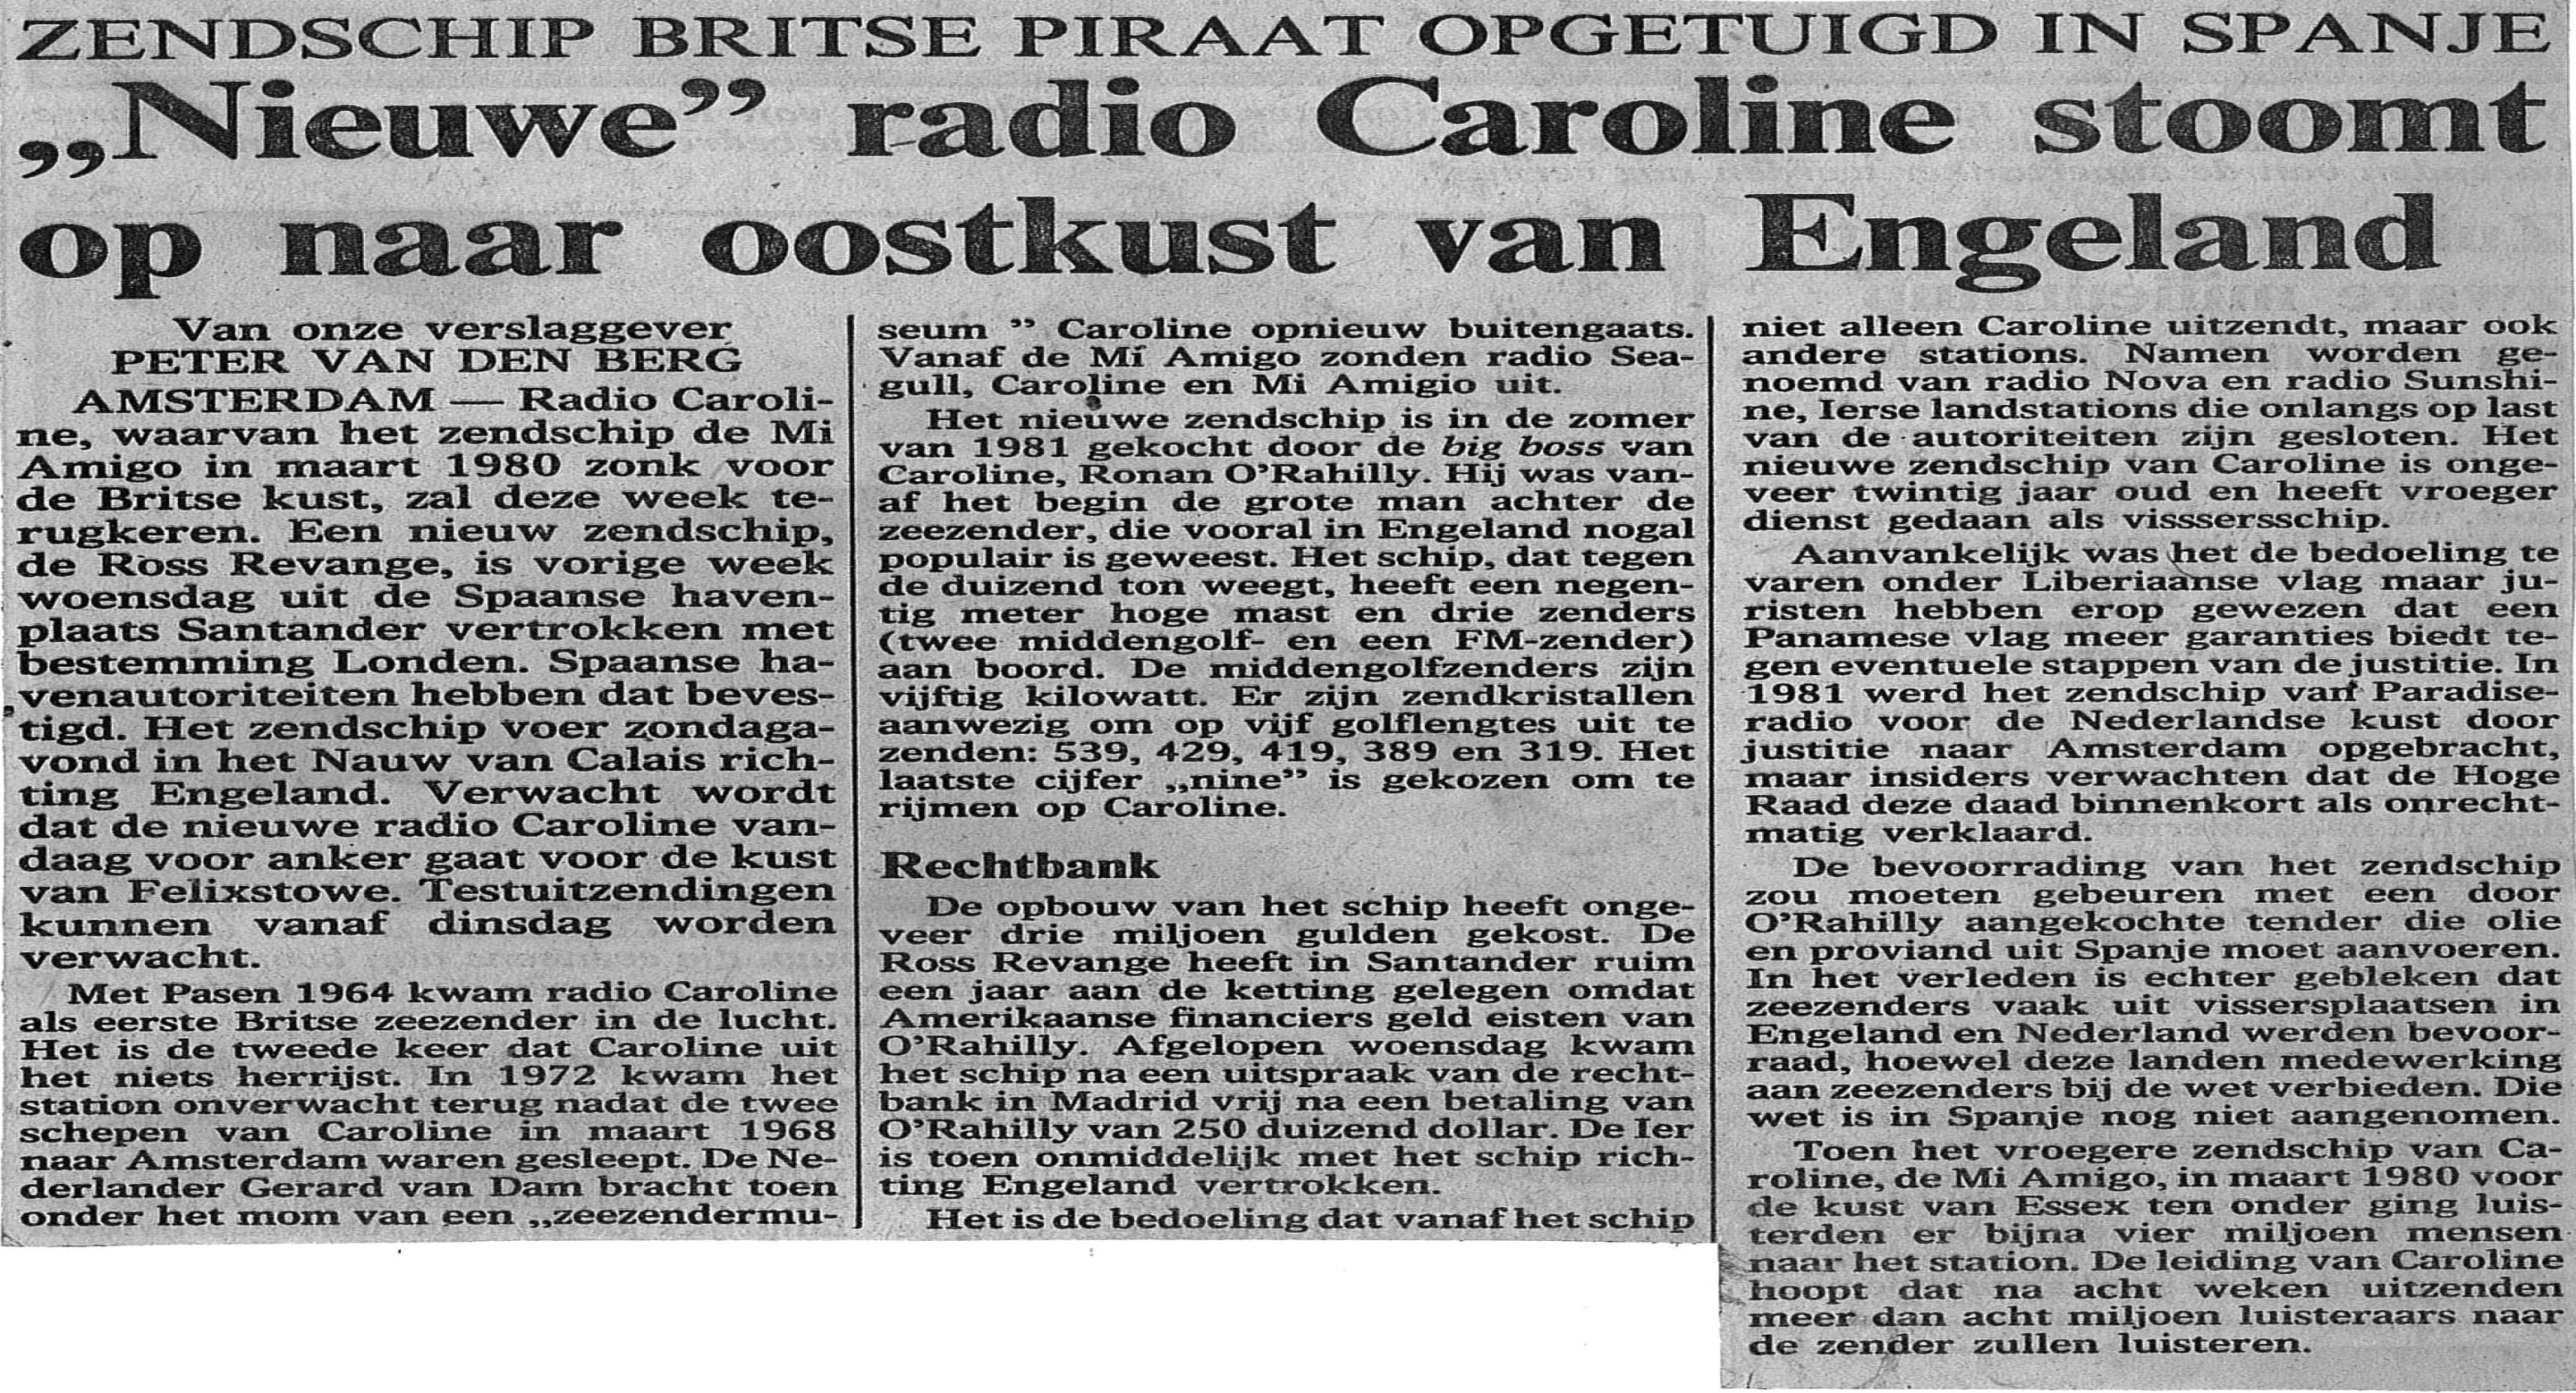 ZENDSCHIP BRITSE PIRAAT OPGETUIGD IN SPANJE
„Nieuwe” radio Caroline stoomt
op naar oostkust van Engeland
Van onze verslaggever
PETER VAN DEN BERG
AMSTERDAM — Radio Caroli-
ne, waarvan het zendschip de Mi
Amigo in maart 1980 zonk voor
de Britse kust, zal deze week te-
rugkeren. Een nieuw zendschip,
de Ross Revange, is vorige week
woensdag uit de Spaanse haven-
plaats Santander vertrokken met
bestemming Londen. Spaanse ha-
venautoriteiten hebben dat beves-
tigd. Het zendschip voer zondaga-
vond in het Nauw van Calais rich-
ting Engeland. Verwacht wordt
dat de nieuwe radio Caroline van-
daag voor anker gaat voor de kust
van Felixstowe. Testuitzendingen
kunnen vanaf dinsdag worden
verwacht.
Met Pasen 1964 kwam radio Caroline
als eerste Britse zeezender in de lucht.
Het is de tweede keer dat Caroline uit
het niets herrijst. In 1972 kwam het
station onverwacht terug nadat de twee
schepen van Caroline in maart 1968
naar Amsterdam waren gesleept. De Ne-
derlander Gerard van Dam bracht toen
onder het mom van een „zeezendermu-
seum ” Caroline opnieuw buitengaats.
Vanaf de Mi Amigo zonden radio Sea-
gull, Caroline en Mi Amigio uit.
Het nieuwe zendschip is in de zomer
van 1981 gekocht door de big boss van
Caroline, Ronan O’Rahilly. Hij was van-
af het begin de grote man achter de
zeezender, die vooral in Engeland nogal
populair is geweest. Het schip, dat tegen
de duizend ton weegt, heeft een negen-
tig meter hoge mast en drie zenders
(twee middengolf- en een FM-zender)
aan boord. De middengolfzenders zijn
vijftig kilowatt. Er zijn zendkristallen
aanwezig om op vijf golflengtes uit te
zenden: 539, 429, 419, 389 en 319. Het
laatste cijfer „nine” is gekozen om te
rijmen op Caroline.
Rechtbank
De opbouw van het schip heeft onge-
veer drie miljoen gulden gekost. De
Ross Revange heeft in Santander ruim
een jaar aan de ketting gelegen omdat
Amerikaanse financiers geld eisten van
O’Rahilly. Afgelopen woensdag kwam
het schip na een uitspraak van de recht-
bank in Madrid vrij na een betaling van
O’Rahilly van 250 duizend dollar. De Ier
is toen onmiddelijk met het schip rich-
ting Engeland vertrokken.
Het is de bedoeling dat vanaf het schip
niet alleen Caroline uitzendt, maar ook
andere stations. Namen worden ge-
noemd van radio Nova en radio Sunshi-
ne, Ierse landstations die onlangs op last
van de autoriteiten zijn gesloten. Het
nieuwe zendschip van Caroline is onge-
veer twintig jaar oud en heeft vroeger
dienst gedaan als visssersschip.
Aanvankelijk was het de bedoeling te
varen onder Liberiaanse vlag maar ju-
risten hebben erop gewezen dat een
Panamese vlag meer garanties biedt te-
gen eventuele stappen van de justitie. In
1981 werd het zendschip van Paradise-
radio voor de Nederlandse kust door
justitie naar Amsterdam opgebracht,
maar insiders verwachten dat de Hoge
Raad deze daad binnenkort als onrecht-
matig verklaard.
De bevoorrading van het zendschip
zou moeten gebeuren met een door
O’Rahilly aangekochte tender die olie
en proviand uit Spanje moet aanvoeren.
In het verleden is echter gebleken dat
zeezenders vaak uit vissersplaatsen in
Engeland en Nederland werden bevoor-
raad, hoewel deze landen medewerking
aan zeezenders bij de wet verbieden. Die
wet is in Spanje nog niet aangenomen.
Toen het vroegere zendschip van Ca-
roline, de Mi Amigo, in maart 1980 voor
de kust van Essex ten onder ging luis-
terden er bijna vier miljoen mensen
naar het station. De leiding van Caroline
hoopt dat na acht weken uitzenden
meer dan acht miljoen luisteraars naar
de zender zullen luisteren.